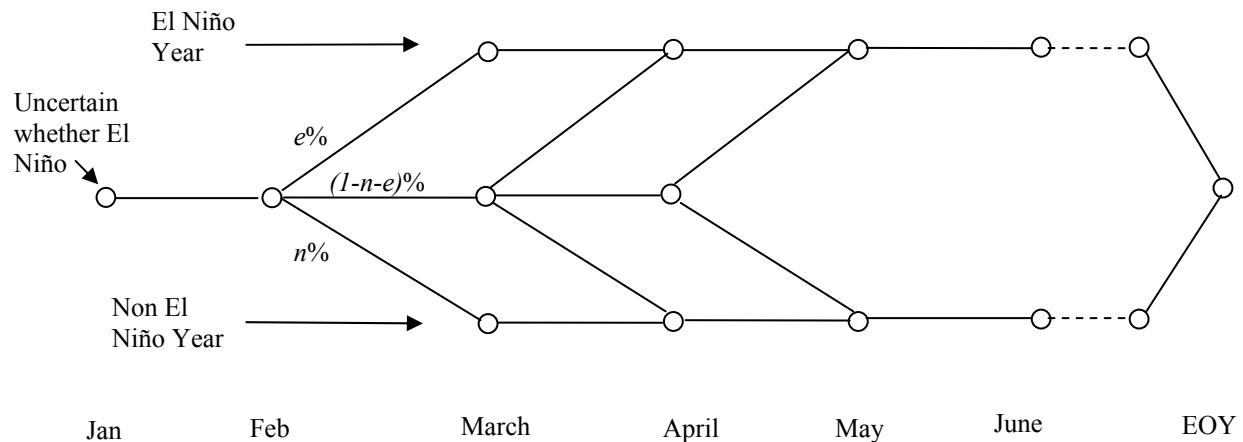 El Niño
Year
Uncertain
whether El
Niño
e%
(1-n-e)%
n%
Non El
Niño Year
Jan Feb March April May June EOY